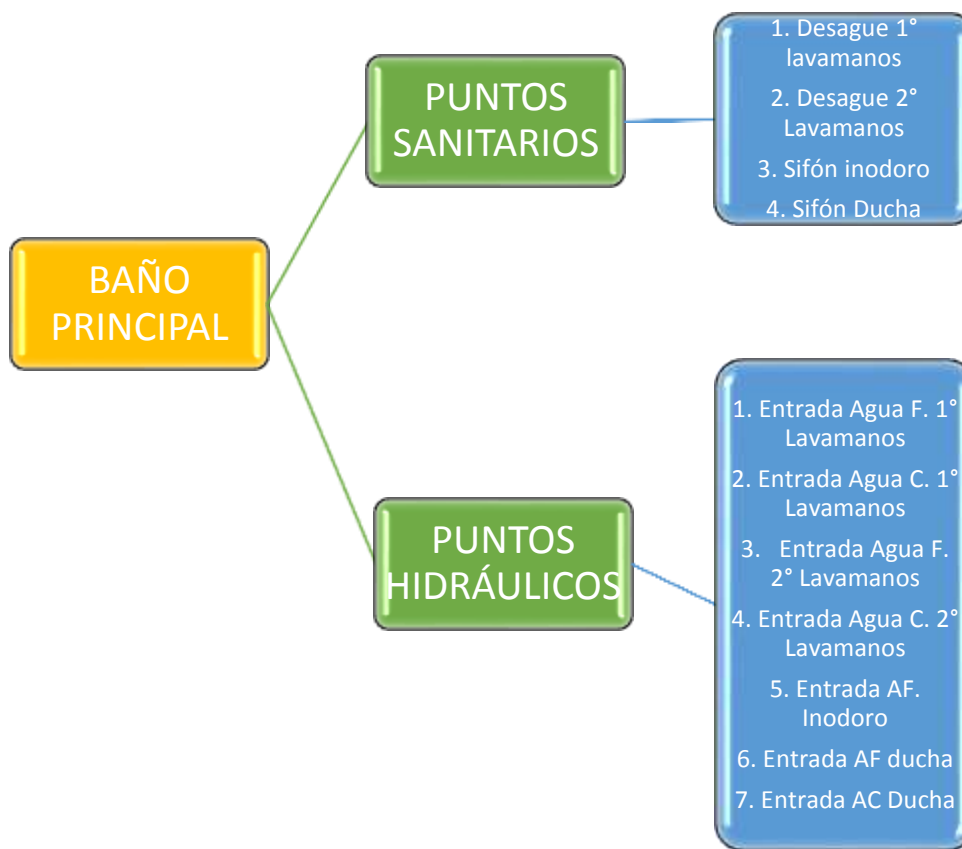 BAÑO
PRINCIPAL
PUNTOS
SANITARIOS
1. Desague 1°
lavamanos
2. Desague 2°
Lavamanos
3. Sifón inodoro
4. Sifón Ducha
PUNTOS
HIDRÁULICOS
1. Entrada Agua F. 1°
Lavamanos
2. Entrada Agua C. 1°
Lavamanos
3. Entrada Agua F.
2° Lavamanos
4. Entrada Agua C. 2°
Lavamanos
5. Entrada AF.
Inodoro
6. Entrada AF ducha
7. Entrada AC Ducha